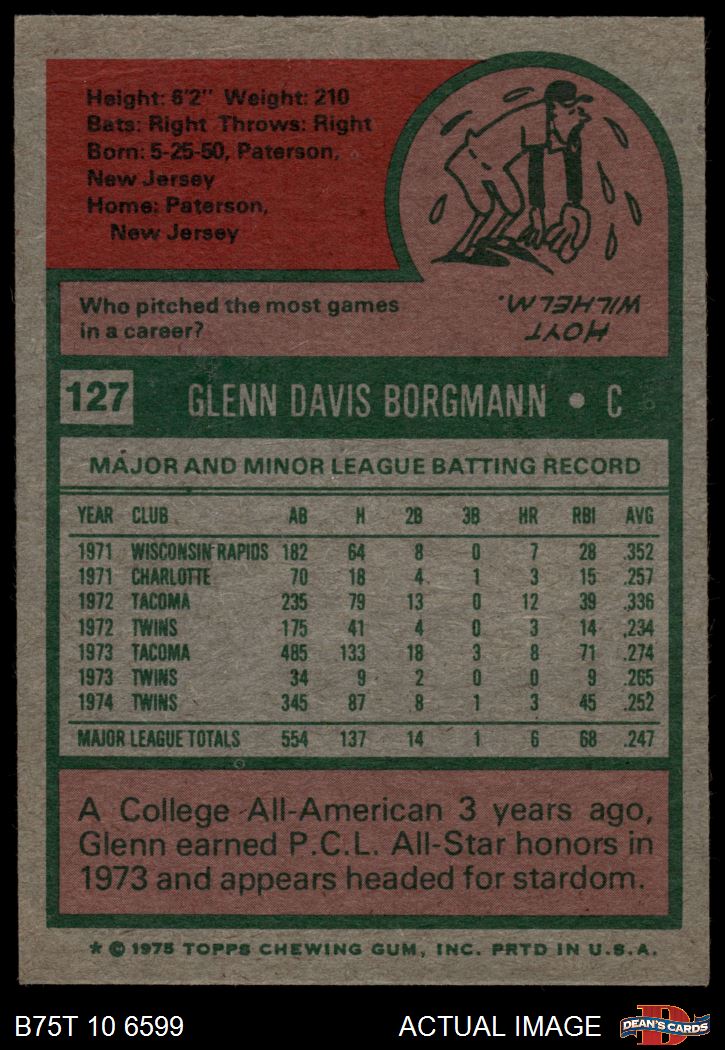 Height: 6'2" Weight: 210
Bats: Right Throws: Right
Born: 5-25-50, Paterson,
New Jersey
Home: Paterson,
New Jersey
Who pitched the most games
in a career?
HOYT
WILHELM.
127 GLENN DAVIS BORGMANN • C
MAJOR AND MINOR LEAGUE BATTING RECORD
YEAR CLUB AB H 2B 3B HR RBI AVG
1971 WISCONSIN RAPIDS 182 64 8 0 7 28 .352
1971 CHARLOTTE 70 18 4 1 3 15 .257
1972 TACOMA 235 79 13 0 12 39 .336
1972 TWINS 175 41 4 0 3 14 .234
1973 TACOMA 485 133 18 3 8 71 .274
1973 TWINS 34 9 2 0 0 9 .265
1974 TWINS 345 87 8 1 3 45 .252
MAJOR LEAGUE TOTALS 554 137 14 1 6 68 .247
A College All-American 3 years ago,
Glenn earned P.C.L. All-Star honors in
1973 and appears headed for stardom.
* © 1975 TOPPS CHEWING GUM, INC. PRTD IN U.S.A.
B75T 10 6599 ACTUAL IMAGE DEAN'S CARDS